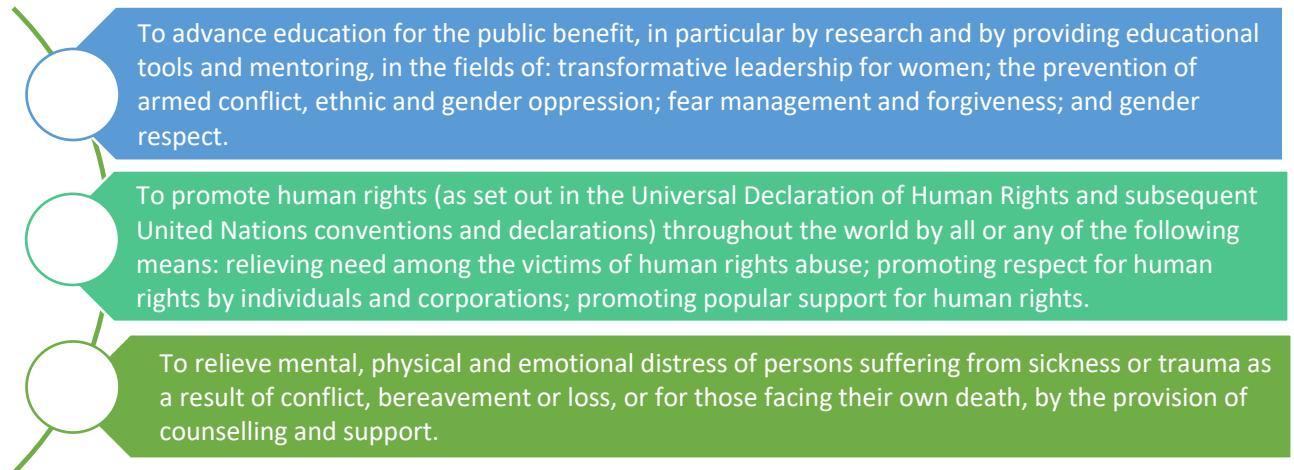 To advance education for the public benefit, in particular by research and by providing educational
tools and mentoring, in the fields of: transformative leadership for women; the prevention of
armed conflict, ethnic and gender oppression; fear management and forgiveness; and gender
respect.
To promote human rights (as set out in the Universal Declaration of Human Rights and subsequent
United Nations conventions and declarations) throughout the world by all or any of the following
means: relieving need among the victims of human rights abuse; promoting respect for human
rights by individuals and corporations; promoting popular support for human rights.
To relieve mental, physical and emotional distress of persons suffering from sickness or trauma as
a result of conflict, bereavement or loss, or for those facing their own death, by the provision of
counselling and support.